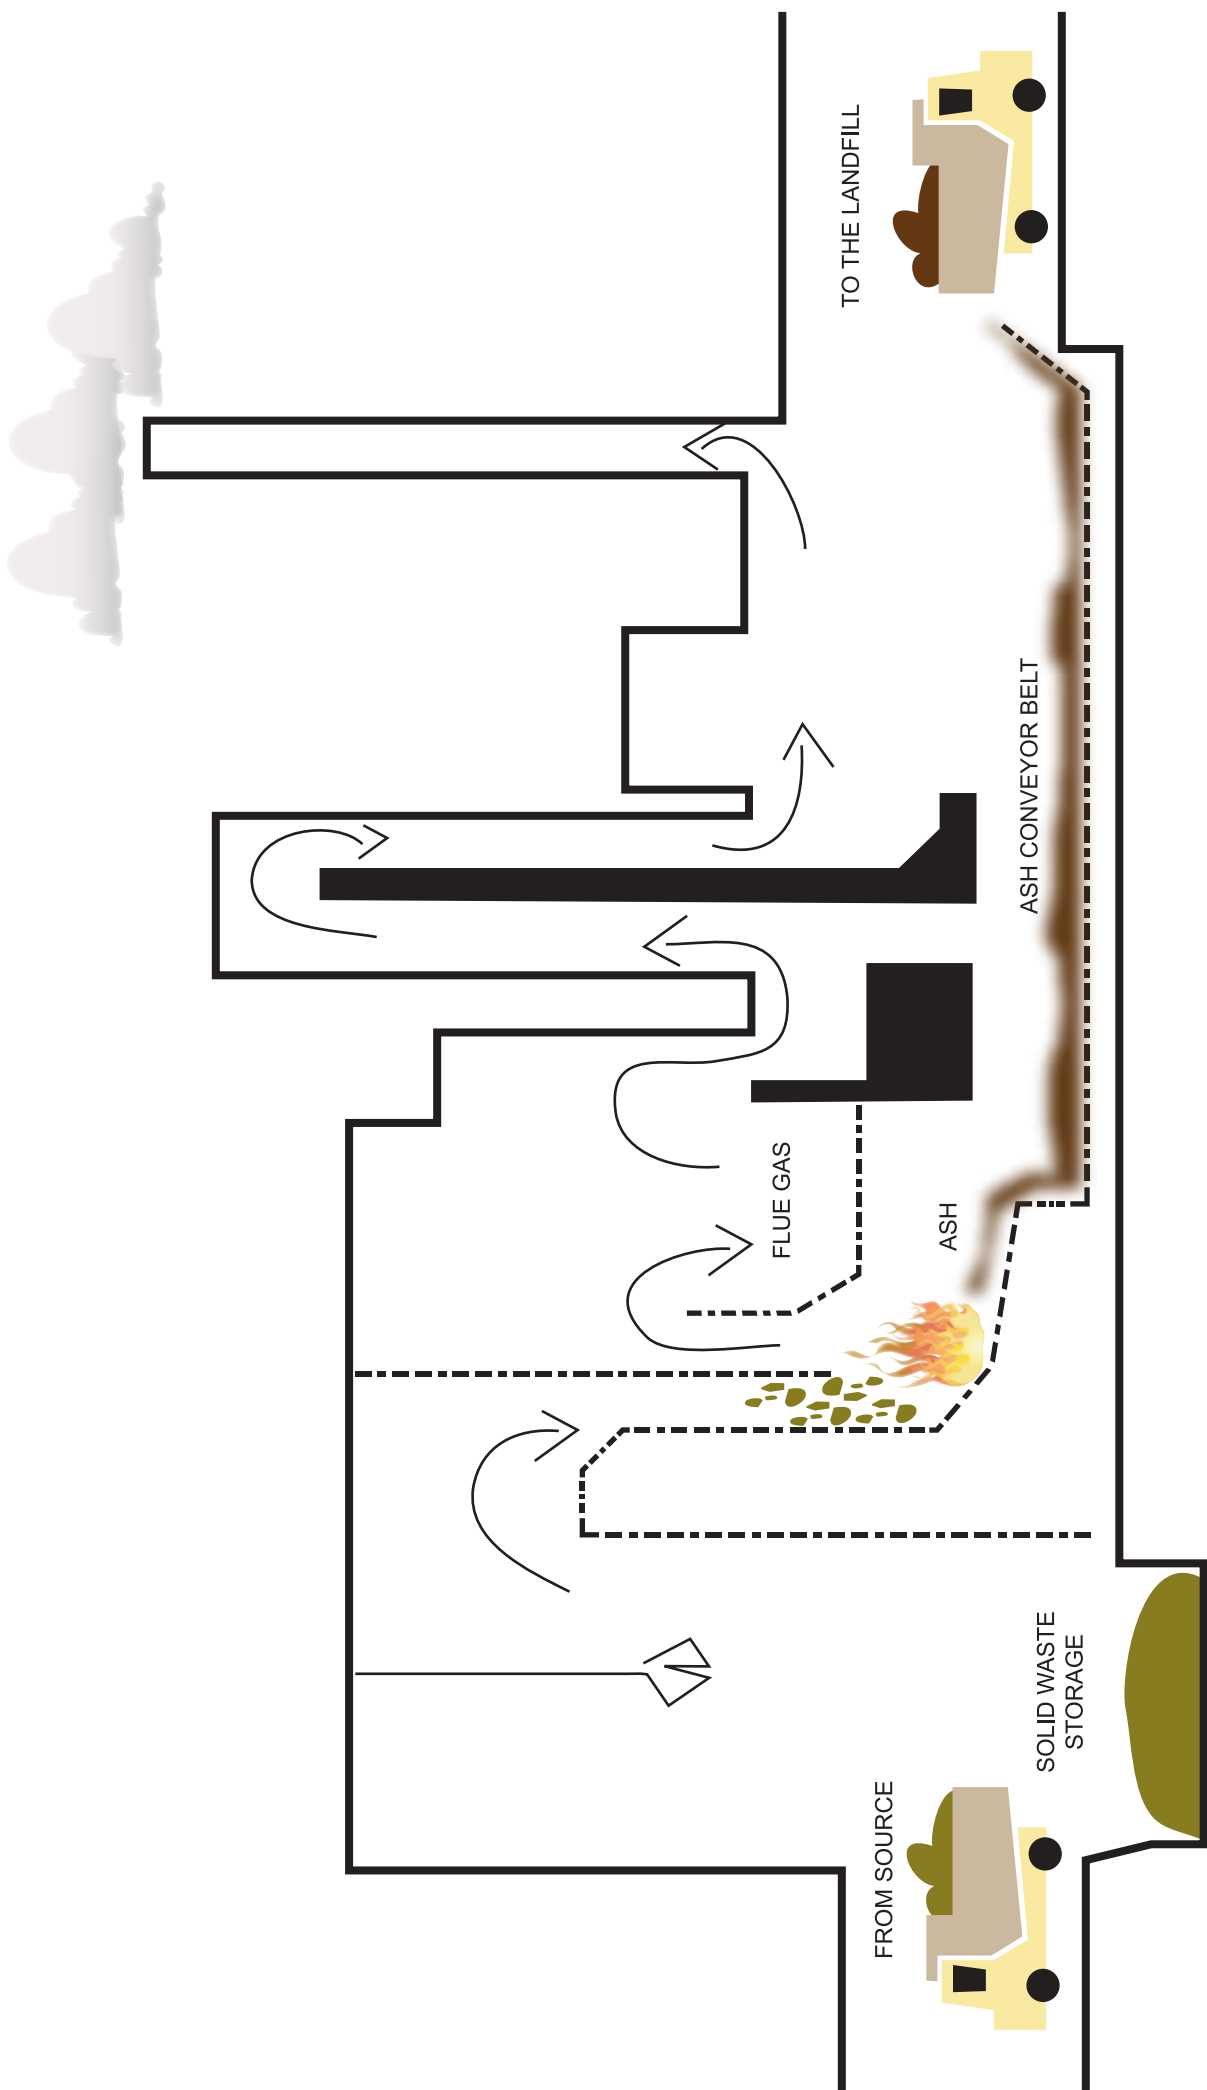 FROM SOURCE
SOLID WASTE
STORAGE
ASH
FLUE GAS
ASH CONVEYOR BELT
TO THE LANDFILL